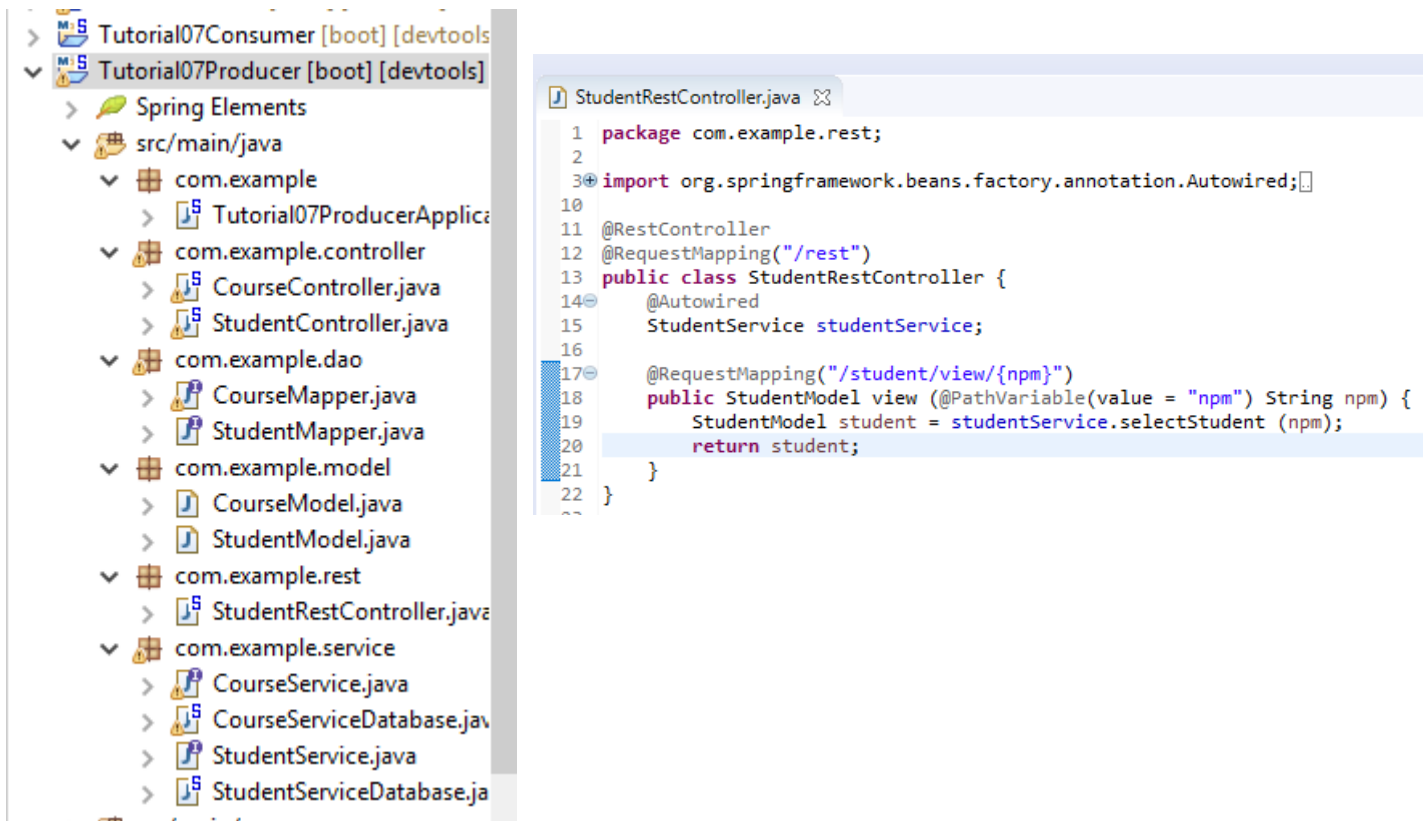 Tutorial07Consumer [boot] [devtools
Tutorial07Producer [boot] [devtools]
Spring Elements
src/main/java
com.example
Tutorial07ProducerApplica
com.example.controller
CourseController.java
StudentController.java
com.example.dao
CourseMapper.java
StudentMapper.java
com.example.model
CourseModel.java
StudentModel.java
com.example.rest
StudentRestController.java
com.example.service
CourseService.java
CourseServiceDatabase.jav
StudentService.java
StudentServiceDatabase.ja
StudentRestController.java
1 package com.example.rest;
2
3 import org.springframework.beans.factory.annotation.Autowired;
10
11 @RestController
12 @RequestMapping("/rest")
13 public class StudentRestController {
14 @Autowired
15 StudentService studentService;
16
17 @RequestMapping("/student/view/{npm}")
18 public StudentModel view (@PathVariable(value = "npm") String npm) {
19 StudentModel student = studentService.selectStudent (npm);
20 return student;
21 }
22 }